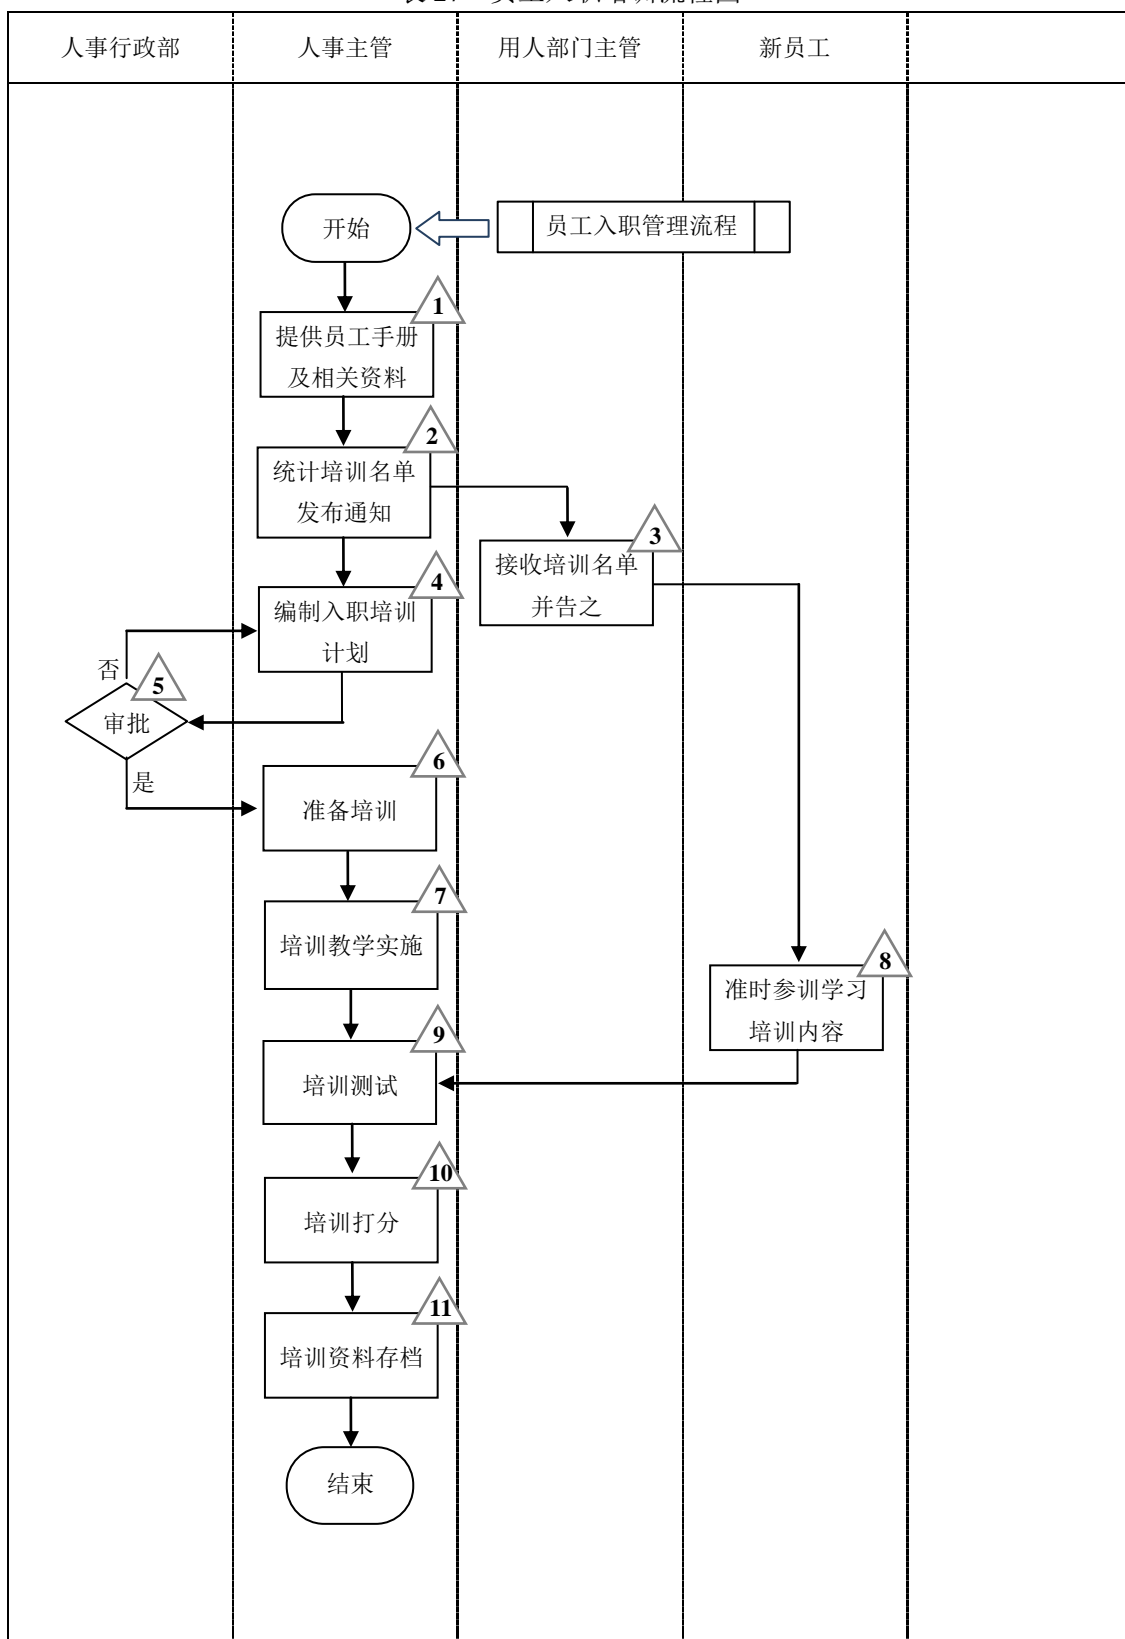 人事行政部
人事主管
用人部门主管
新员工
开始
员工入职管理流程
1
提供员工手册
及相关资料
2
统计培训名单
发布通知
3
接收培训名单
并告之
4
编制入职培训
计划
否
5
审批
是
6
准备培训
7
培训教学实施
8
准时参训学习
培训内容
9
培训测试
10
培训打分
11
培训资料存档
结束